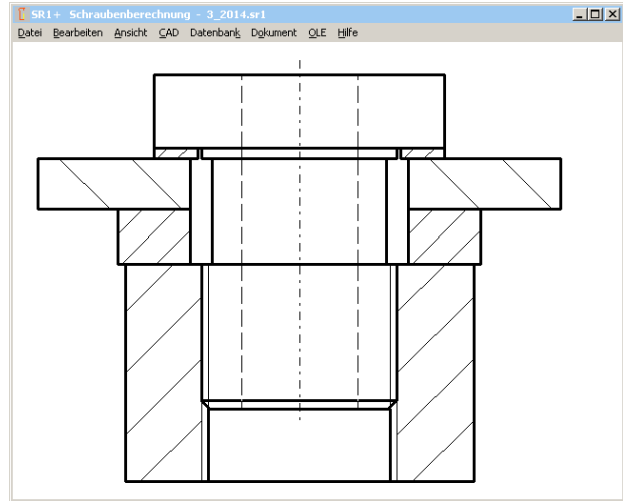 SR1+ Schraubenberechnung - 3_2014.sr1
Datei Bearbeiten Ansicht CAD Datenbank Dokument OLE Hilfe